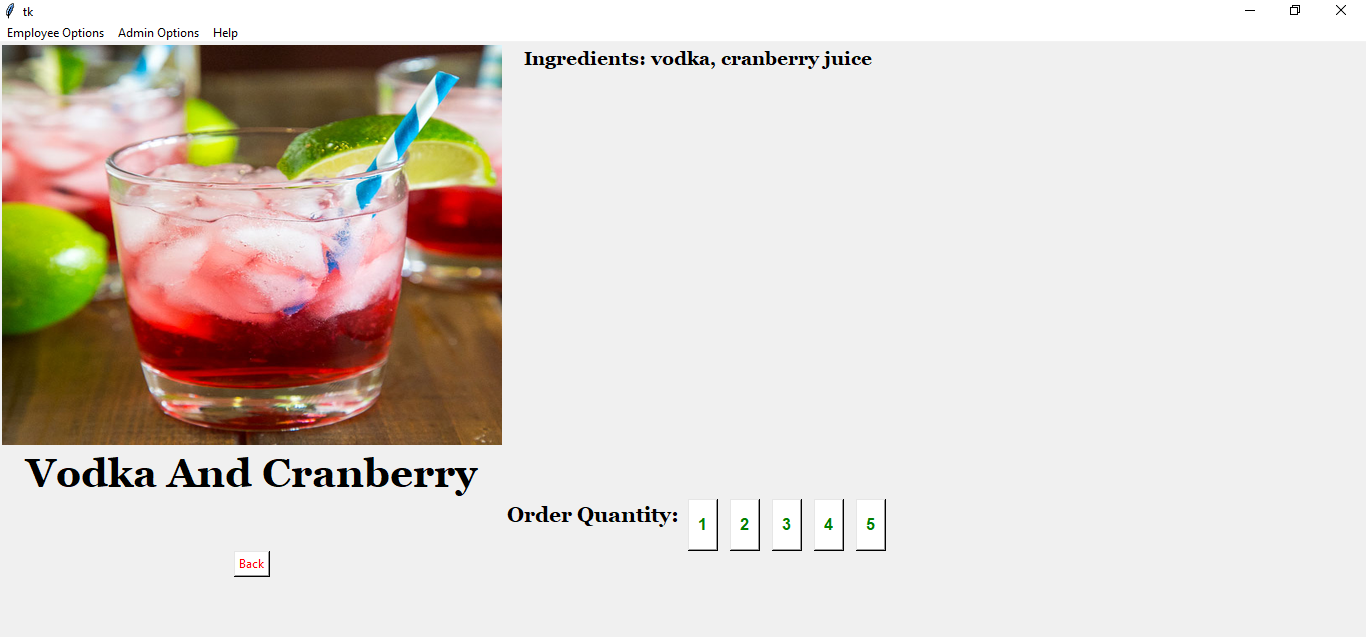 tk
Employee Options Admin Options Help
Ingredients: vodka, cranberry juice
Vodka And Cranberry
Order Quantity: 1 2 3 4 5
Back